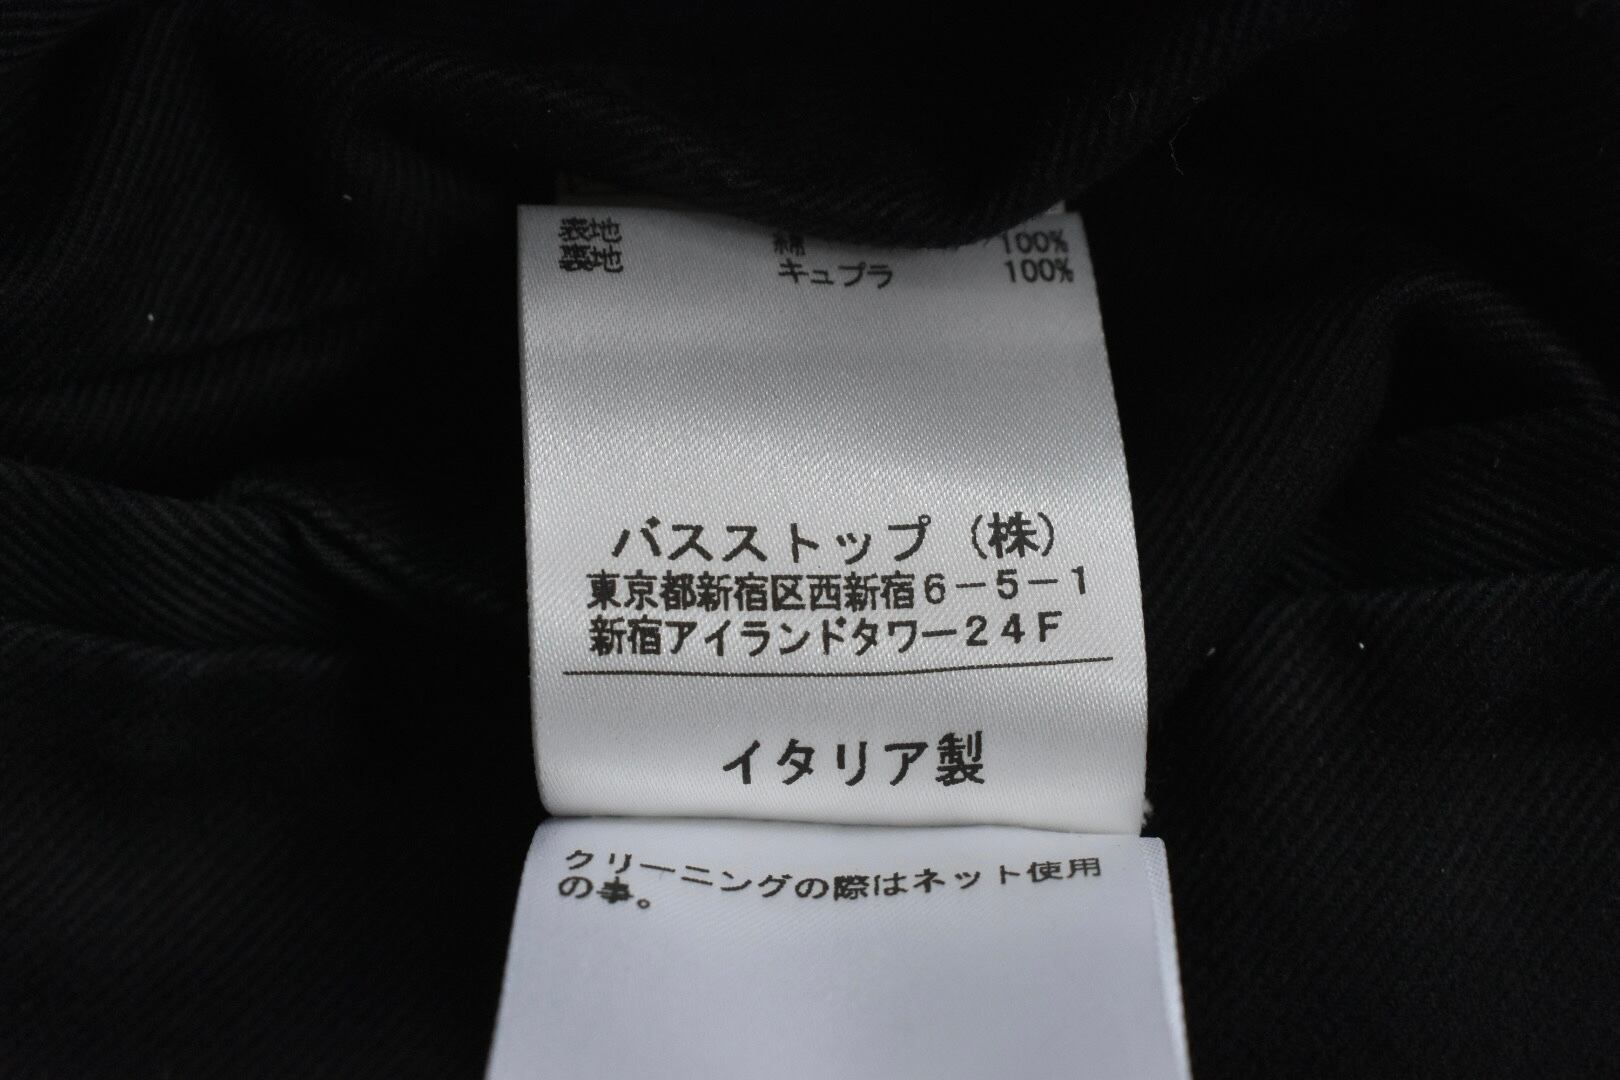 表地 綿 100%
裏地 キュプラ 100%
バスストップ (株)
東京都新宿区西新宿6-5-1
新宿アイランドタワー24F
イタリア製
クリーニングの際はネット使用
の事。